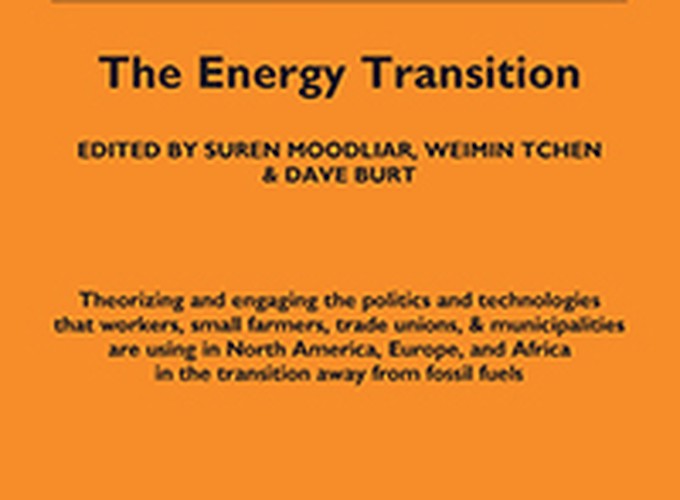 The Energy Transition
EDITED BY SUREN MOODLIAR, WEIMIN TCHEN
& DAVE BURT
Theorizing and engaging the politics and technologies
that workers, small farmers, trade unions, & municipalities
are using in North America, Europe, and Africa
in the transition away from fossil fuels